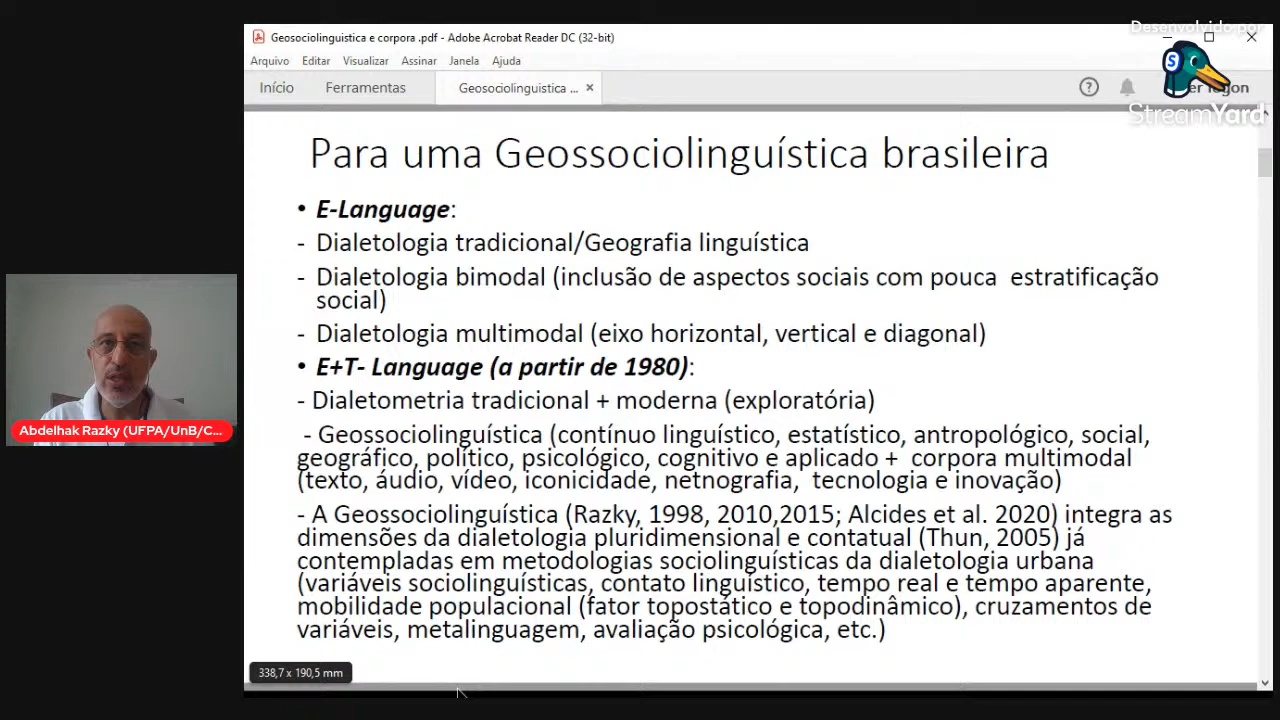 Desenvolvido por
StreamYard
Geosociolinguistica e corpora .pdf - Adobe Acrobat Reader DC (32-bit)
Arquivo Editar Visualizar Assinar Janela Ajuda
Início Ferramentas Geosociolinguistica ... ×
Para uma Geossociolinguística brasileira
• E-Language:
- Dialetologia tradicional/Geografia linguística
- Dialetologia bimodal (inclusão de aspectos sociais com pouca estratificação
social)
- Dialetologia multimodal (eixo horizontal, vertical e diagonal)
• E+T- Language (a partir de 1980):
- Dialetometria tradicional + moderna (exploratória)
- Geossociolinguística (contínuo linguístico, estatístico, antropológico, social,
geográfico, político, psicológico, cognitivo e aplicado + corpora multimodal
(texto, áudio, vídeo, iconicidade, netnografia, tecnologia e inovação)
- A Geossociolinguística (Razky, 1998, 2010,2015; Alcides et al. 2020) integra as
dimensões da dialetologia pluridimensional e contatual (Thun, 2005) já
contempladas em metodologias sociolinguísticas da dialetologia urbana
(variáveis sociolinguísticas, contato linguístico, tempo real e tempo aparente,
mobilidade populacional (fator topostático e topodinâmico), cruzamentos de
variáveis, metalinguagem, avaliação psicológica, etc.)
338,7 x 190,5 mm
Abdelhak Razky (UFPA/UnB/C...